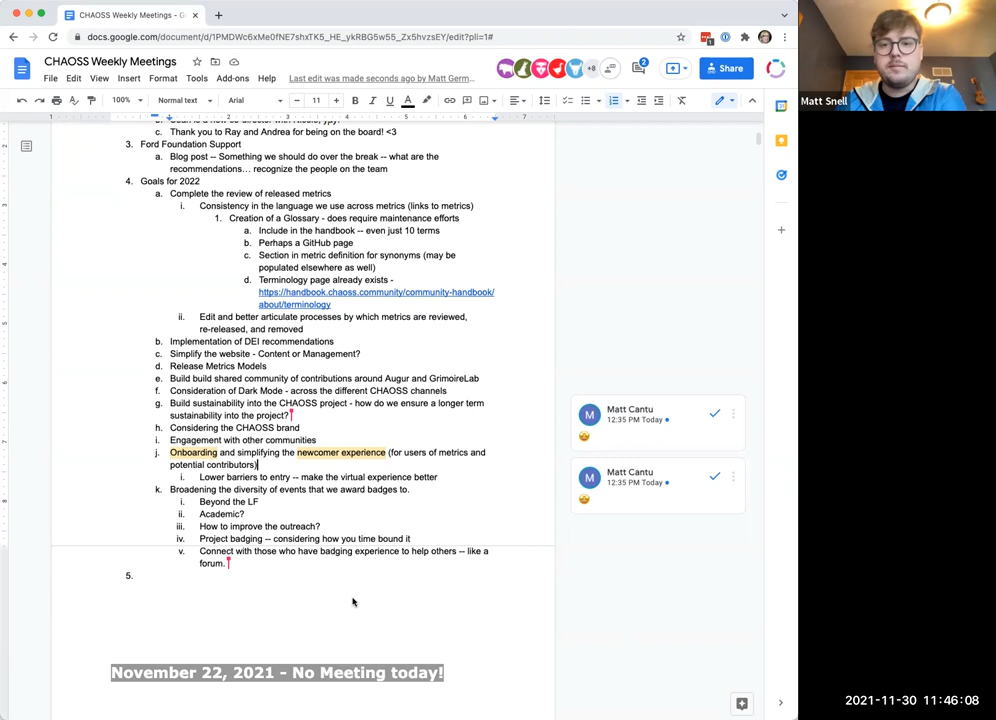 CHAOSS Weekly Meetings - G
docs.google.com/document/d/1PMDWc6xMe0fNE7shxTK5_HE_ykRBG5w55_Zx5hvzsEY/edit?pli=1#
CHAOSS Weekly Meetings
File Edit View Insert Format Tools Add-ons Help Last edit was made seconds ago by Matt Germ...
+8 2 Share
100% Normal text Arial 11 B I U A
1 2 3 4 5 6 7
c. Thank you to Ray and Andrea for being on the board! <3
3. Ford Foundation Support
a. Blog post -- Something we should do over the break -- what are the
recommendations… recognize the people on the team
4. Goals for 2022
a. Complete the review of released metrics
i. Consistency in the language we use across metrics (links to metrics)
1. Creation of a Glossary - does require maintenance efforts
a. Include in the handbook -- even just 10 terms
b. Perhaps a GitHub page
c. Section in metric definition for synonyms (may be
populated elsewhere as well)
d. Terminology page already exists -
https://handbook.chaoss.community/community-handbook/
about/terminology
ii. Edit and better articulate processes by which metrics are reviewed,
re-released, and removed
b. Implementation of DEI recommendations
c. Simplify the website - Content or Management?
d. Release Metrics Models
e. Build build shared community of contributions around Augur and GrimoireLab
f. Consideration of Dark Mode - across the different CHAOSS channels
g. Build sustainability into the CHAOSS project - how do we ensure a longer term
sustainability into the project?
h. Considering the CHAOSS brand
i. Engagement with other communities
j. Onboarding and simplifying the newcomer experience (for users of metrics and
potential contributors)
i. Lower barriers to entry -- make the virtual experience better
k. Broadening the diversity of events that we award badges to.
i. Beyond the LF
ii. Academic?
iii. How to improve the outreach?
iv. Project badging -- considering how you time bound it
v. Connect with those who have badging experience to help others -- like a
forum.
5.
November 22, 2021 - No Meeting today!
M Matt Cantu
12:35 PM Today
🤩
M Matt Cantu
12:35 PM Today
🤩
Matt Snell
2021-11-30 11:46:08